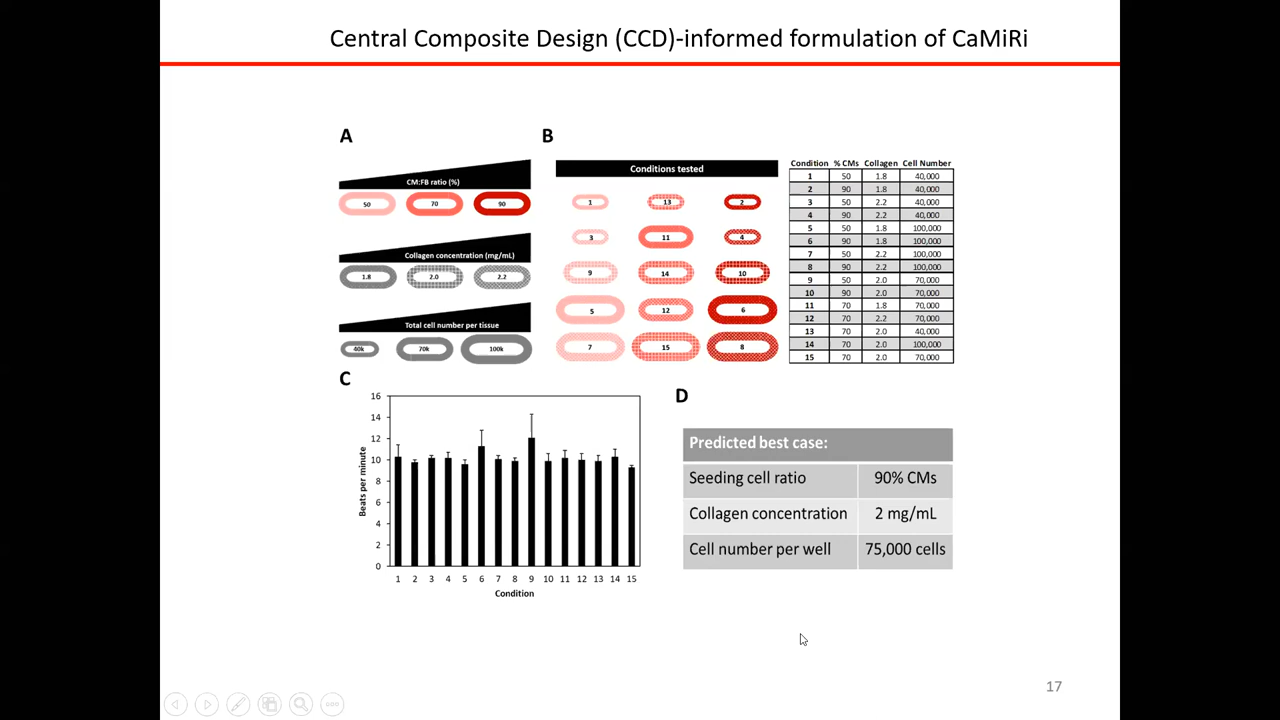 Central Composite Design (CCD)-informed formulation of CaMiRi
A
CM:FB ratio (%)
50 70 90
Collagen concentration (mg/mL)
1.8 2.0 2.2
Total cell number per tissue
40k 70k 100k
B
Conditions tested
1 13 2
3 11 4
9 14 10
5 12 6
7 15 8
Condition % CMs Collagen Cell Number
1 50 1.8 40,000
2 90 1.8 40,000
3 50 2.2 40,000
4 90 2.2 40,000
5 50 1.8 100,000
6 90 1.8 100,000
7 50 2.2 100,000
8 90 2.2 100,000
9 50 2.0 70,000
10 90 2.0 70,000
11 70 1.8 70,000
12 70 2.2 70,000
13 70 2.0 40,000
14 70 2.0 100,000
15 70 2.0 70,000
C
Beats per minute
16
14
12
10
8
6
4
2
0
1 2 3 4 5 6 7 8 9 10 11 12 13 14 15
Condition
D
Predicted best case:
Seeding cell ratio 90% CMs
Collagen concentration 2 mg/mL
Cell number per well 75,000 cells
17